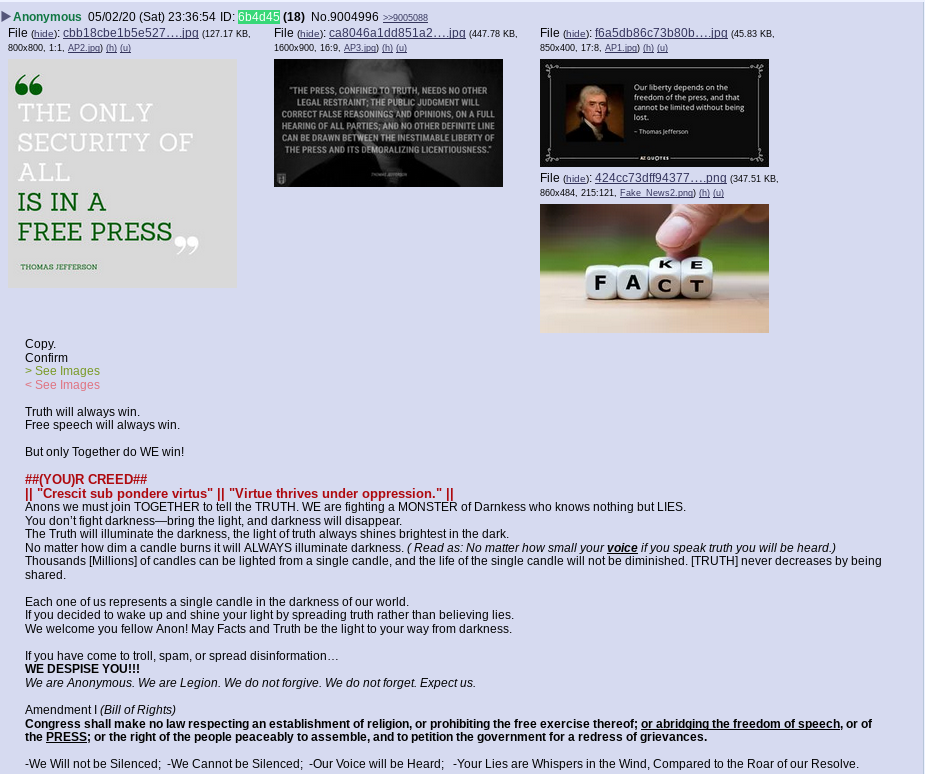 Anonymous 05/02/20 (Sat) 23:36:54 ID: 6b4d45 (18) No.9004996 >>9005088
File (hide): cbb18cbe1b5e527….jpg (127.17 KB, 800x800, 1:1, AP2.jpg) (h) (u)
THE ONLY
SECURITY OF
ALL
IS IN A
FREE PRESS
THOMAS JEFFERSON
File (hide): ca8046a1dd851a2….jpg (447.78 KB, 1600x900, 16:9, AP3.jpg) (h) (u)
"THE PRESS, CONFINED TO TRUTH, NEEDS NO OTHER
LEGAL RESTRAINT; THE PUBLIC JUDGMENT WILL
CORRECT FALSE REASONINGS AND OPINIONS, ON A FULL
HEARING OF ALL PARTIES; AND NO OTHER DEFINITE LINE
CAN BE DRAWN BETWEEN THE INESTIMABLE LIBERTY OF
THE PRESS AND ITS DEMORALIZING LICENTIOUSNESS."
THOMAS JEFFERSON
File (hide): f6a5db86c73b80b….jpg (45.83 KB, 850x400, 17:8, AP1.jpg) (h) (u)
Our liberty depends on the
freedom of the press, and that
cannot be limited without being
lost.
~ Thomas Jefferson
AZ QUOTES
File (hide): 424cc73dff94377….png (347.51 KB, 860x484, 215:121, Fake_News2.png) (h) (u)
K E
F A C T
Copy.
Confirm
> See Images
< See Images
Truth will always win.
Free speech will always win.
But only Together do WE win!
##(YOU)R CREED##
|| "Crescit sub pondere virtus" || "Virtue thrives under oppression." ||
Anons we must join TOGETHER to tell the TRUTH. WE are fighting a MONSTER of Darnkess who knows nothing but LIES.
You don’t fight darkness—bring the light, and darkness will disappear.
The Truth will illuminate the darkness, the light of truth always shines brightest in the dark.
No matter how dim a candle burns it will ALWAYS illuminate darkness. ( Read as: No matter how small your voice if you speak truth you will be heard.)
Thousands [Millions] of candles can be lighted from a single candle, and the life of the single candle will not be diminished. [TRUTH] never decreases by being
shared.
Each one of us represents a single candle in the darkness of our world.
If you decided to wake up and shine your light by spreading truth rather than believing lies.
We welcome you fellow Anon! May Facts and Truth be the light to your way from darkness.
If you have come to troll, spam, or spread disinformation…
WE DESPISE YOU!!!
We are Anonymous. We are Legion. We do not forgive. We do not forget. Expect us.
Amendment I (Bill of Rights)
Congress shall make no law respecting an establishment of religion, or prohibiting the free exercise thereof; or abridging the freedom of speech, or of
the PRESS; or the right of the people peaceably to assemble, and to petition the government for a redress of grievances.
-We Will not be Silenced; -We Cannot be Silenced; -Our Voice will be Heard; -Your Lies are Whispers in the Wind, Compared to the Roar of our Resolve.